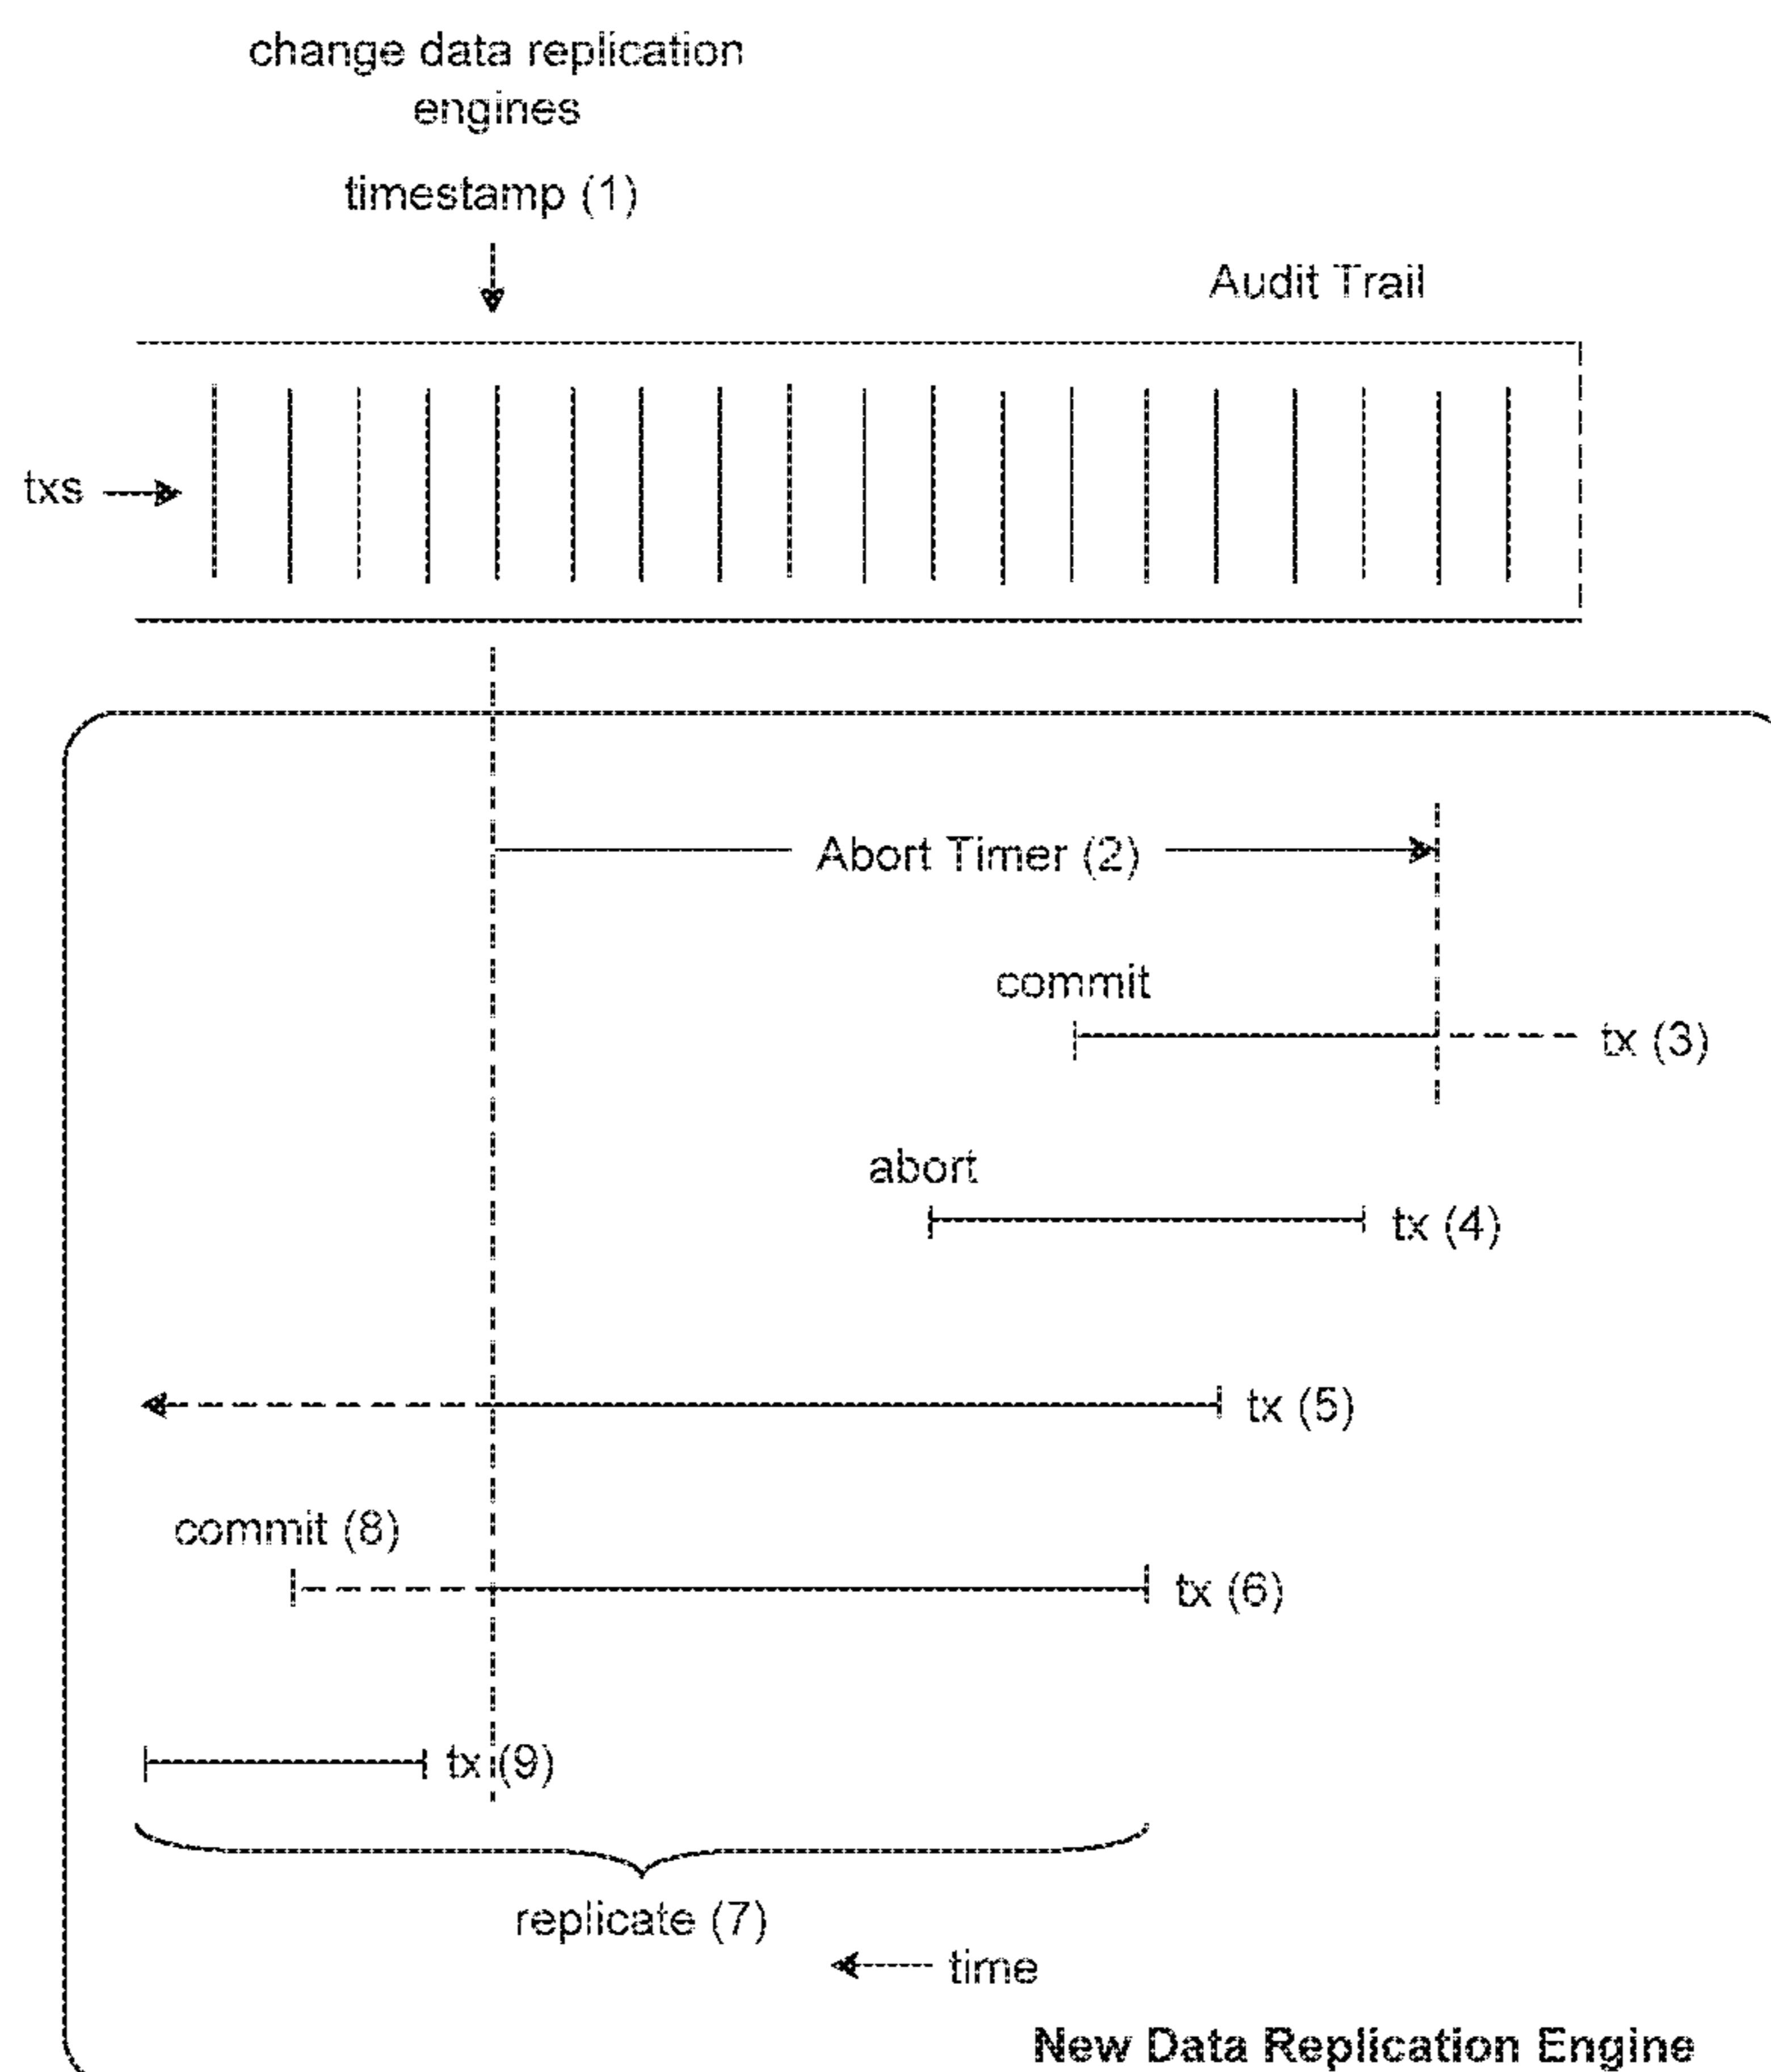 change data replication
engines
timestamp (1)
Audit Trail
txs
Abort Timer (2)
commit
tx (3)
abort
tx (4)
tx (5)
commit (8)
tx (6)
tx (9)
replicate (7)
time
New Data Replication Engine